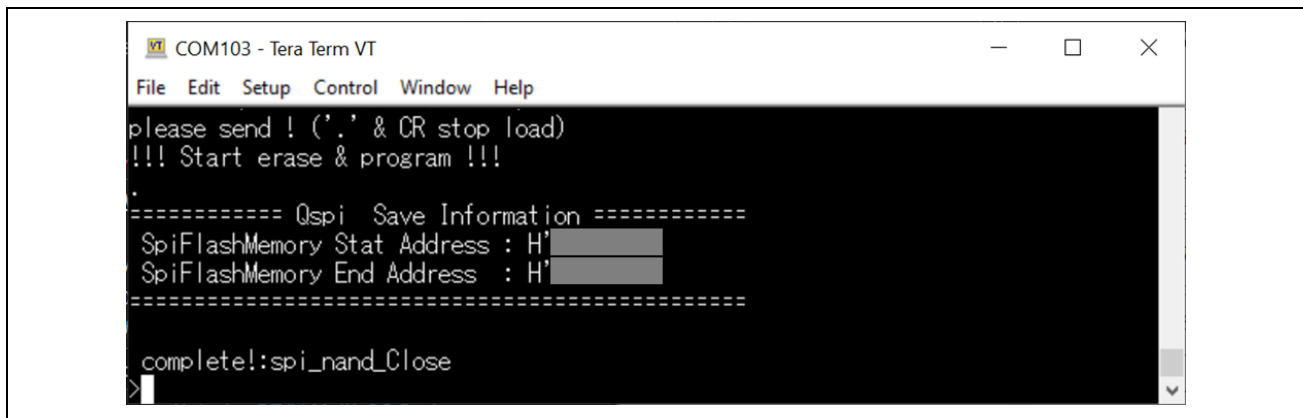 COM103 - Tera Term VT
File Edit Setup Control Window Help
please send ! ('.' & CR stop load)
!!! Start erase & program !!!
.
============ Qspi  Save Information ============
SpiFlashMemory Stat Address : H'
SpiFlashMemory End Address  : H'
================================================
complete!:spi_nand_Close
>